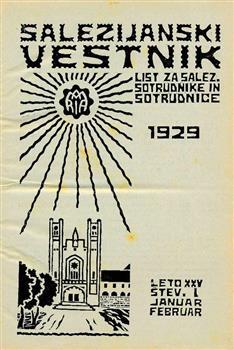 SALEZIJANSKI
VESTNIK
LIST ZA SALEZ.
SOTRUDNIKE IN
SOTRUDNICE
1929
LETO XXV
ŠTEV. 1
JANUAR
FEBRUAR